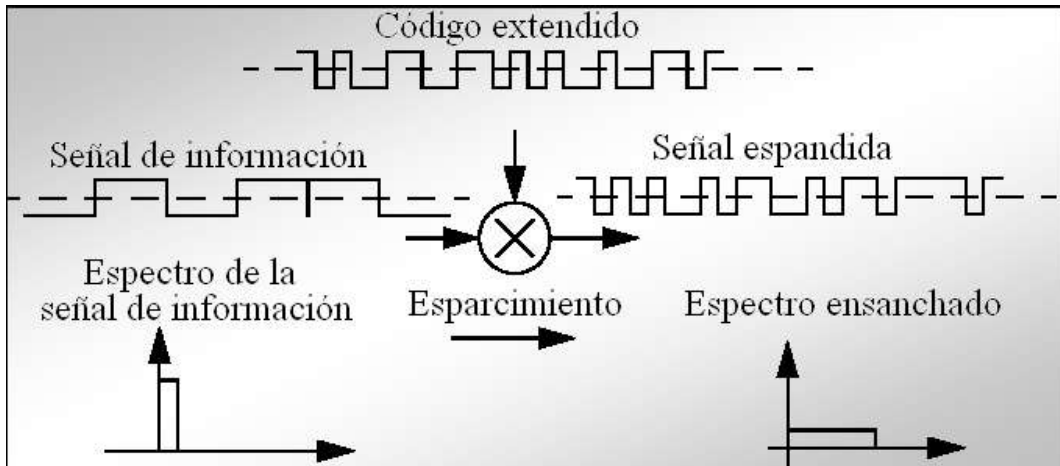 Código extendido
Señal de información
Señal espandida
Espectro de la
señal de información
Esparcimiento
Espectro ensanchado